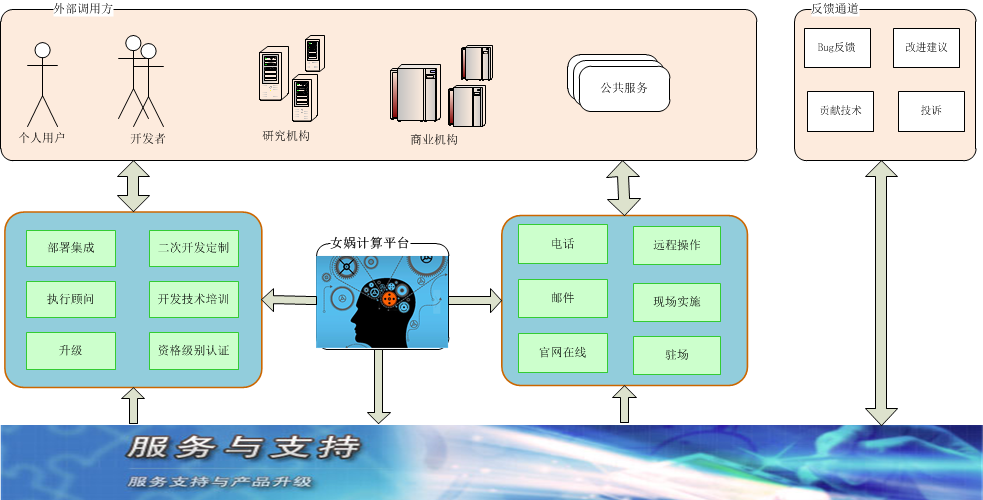 外部调用方
反馈通道
个人用户
开发者
研究机构
商业机构
公共服务
Bug反馈
改进建议
贡献技术
投诉
部署集成
二次开发定制
执行顾问
开发技术培训
升级
资格级别认证
女娲计算平台
电话
远程操作
邮件
现场实施
官网在线
驻场
服务与支持
服务支持与产品升级